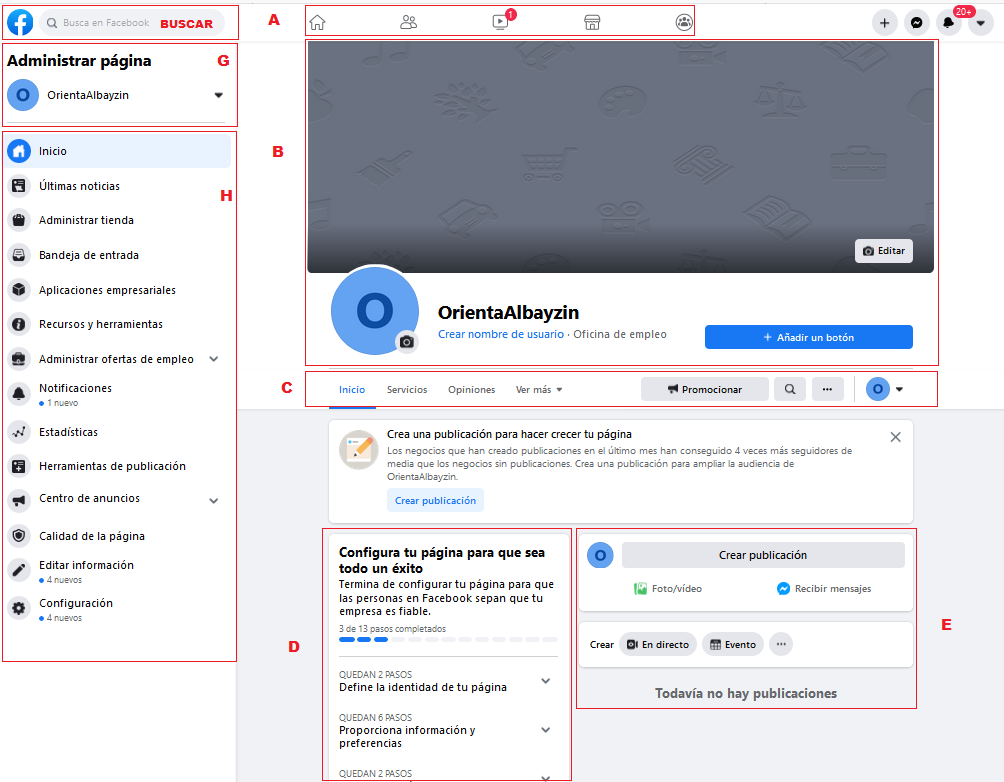 Busca en Facebook BUSCAR
A
1
20+
Administrar página G
O OrientaAlbayzin
H
Inicio
Últimas noticias
Administrar tienda
Bandeja de entrada
Aplicaciones empresariales
Recursos y herramientas
Administrar ofertas de empleo
Notificaciones
1 nuevo
Estadísticas
Herramientas de publicación
Centro de anuncios
Calidad de la página
Editar información
4 nuevos
Configuración
4 nuevos
B
Editar
O
OrientaAlbayzin
Crear nombre de usuario · Oficina de empleo
+ Añadir un botón
C
Inicio Servicios Opiniones Ver más Promocionar ... O
Crea una publicación para hacer crecer tu página
Los negocios que han creado publicaciones en el último mes han conseguido 4 veces más seguidores de
media que los negocios sin publicaciones. Crea una publicación para ampliar la audiencia de
OrientaAlbayzin.
Crear publicación
D
Configura tu página para que sea
todo un éxito
Termina de configurar tu página para que
las personas en Facebook sepan que tu
empresa es fiable.
3 de 13 pasos completados
QUEDAN 2 PASOS
Define la identidad de tu página
QUEDAN 6 PASOS
Proporciona información y
preferencias
QUEDAN 2 PASOS
O Crear publicación
Foto/vídeo Recibir mensajes
E
Crear En directo Evento ...
Todavía no hay publicaciones